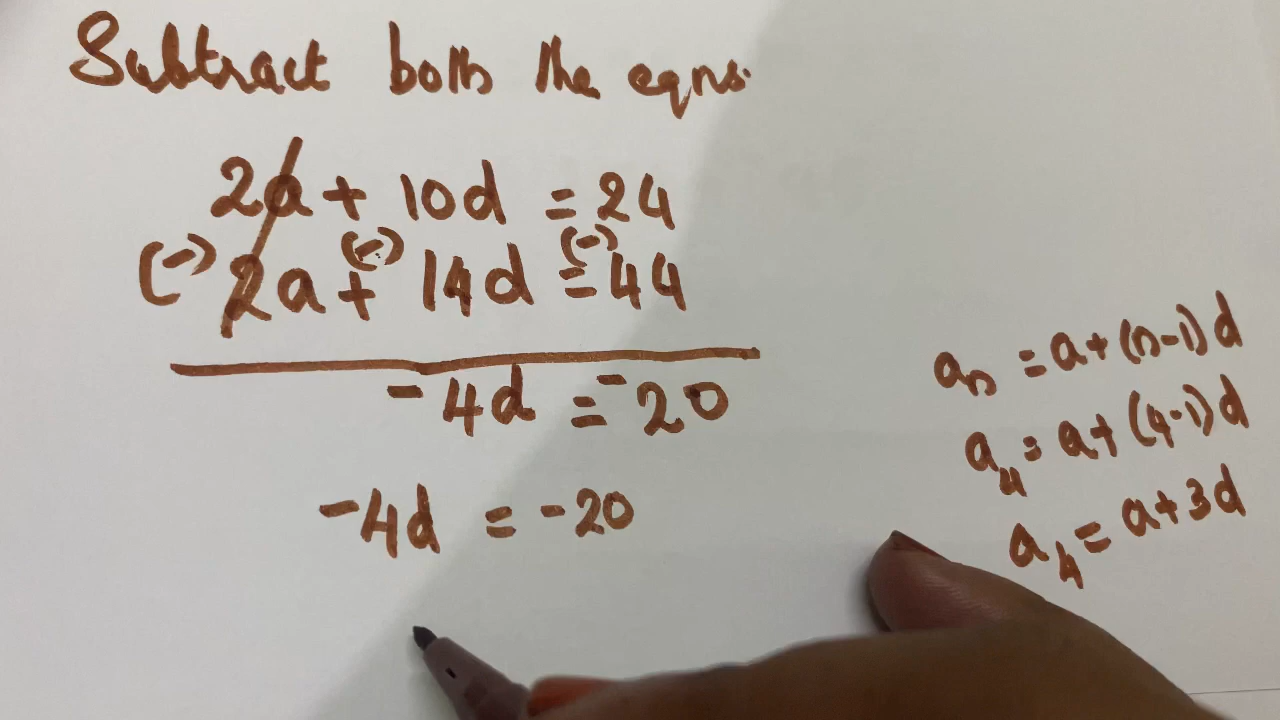 Subtract both the eqns.
2a + 10d = 24
(-) 2a + (-) 14d = (-) 44
-4d = -20
-4d = -20
an = a + (n-1)d
a4 = a + (4-1)d
a4 = a + 3d